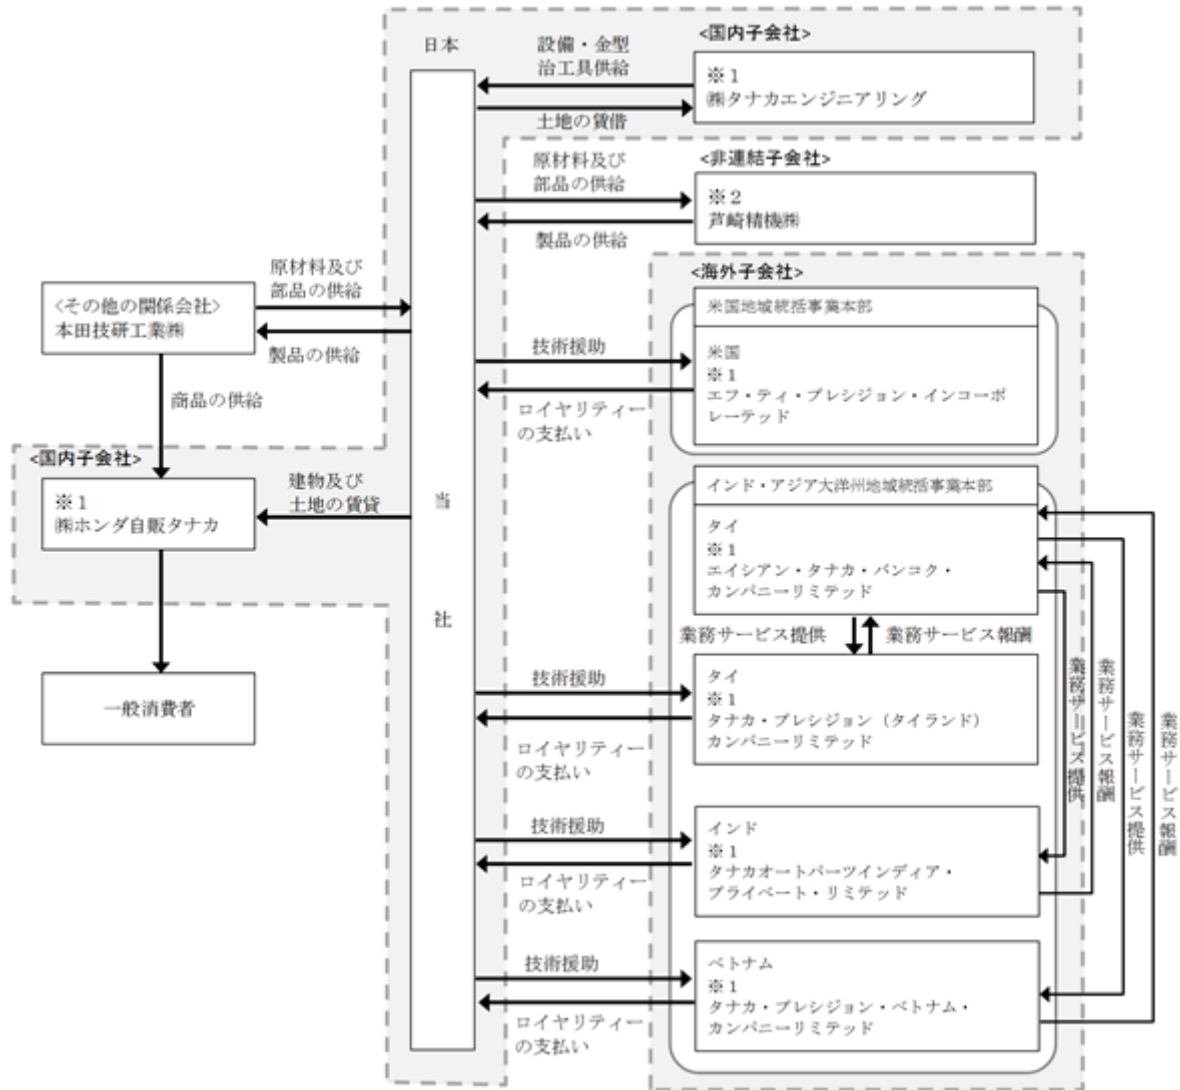 日本
設備・金型
治工具供給
土地の賃借
<国内子会社>
※1
㈱タナカエンジニアリング
<非連結子会社>
原材料及び
部品の供給
製品の供給
※2
芦崎精機㈱
原材料及び
部品の供給
製品の供給
<その他の関係会社>
本田技研工業㈱
商品の供給
<国内子会社>
※1
㈱ホンダ自販タナカ
建物及び
土地の賃貸
一般消費者
当
社
<海外子会社>
米国地域統括事業本部
米国
※1
エフ・ティ・プレシジョン・インコーポ
レーテッド
技術援助
ロイヤリティー
の支払い
インド・アジア大洋州地域統括事業本部
タイ
※1
エイシアン・タナカ・バンコク・
カンパニーリミテッド
業務サービス提供
業務サービス報酬
技術援助
ロイヤリティー
の支払い
タイ
※1
タナカ・プレシジョン(タイランド)
カンパニーリミテッド
技術援助
ロイヤリティー
の支払い
インド
※1
タナカオートパーツインディア・
プライベート・リミテッド
技術援助
ロイヤリティー
の支払い
ベトナム
※1
タナカ・プレシジョン・ベトナム・
カンパニーリミテッド
業務サービス提供
業務サービス報酬
業務サービス提供
業務サービス報酬